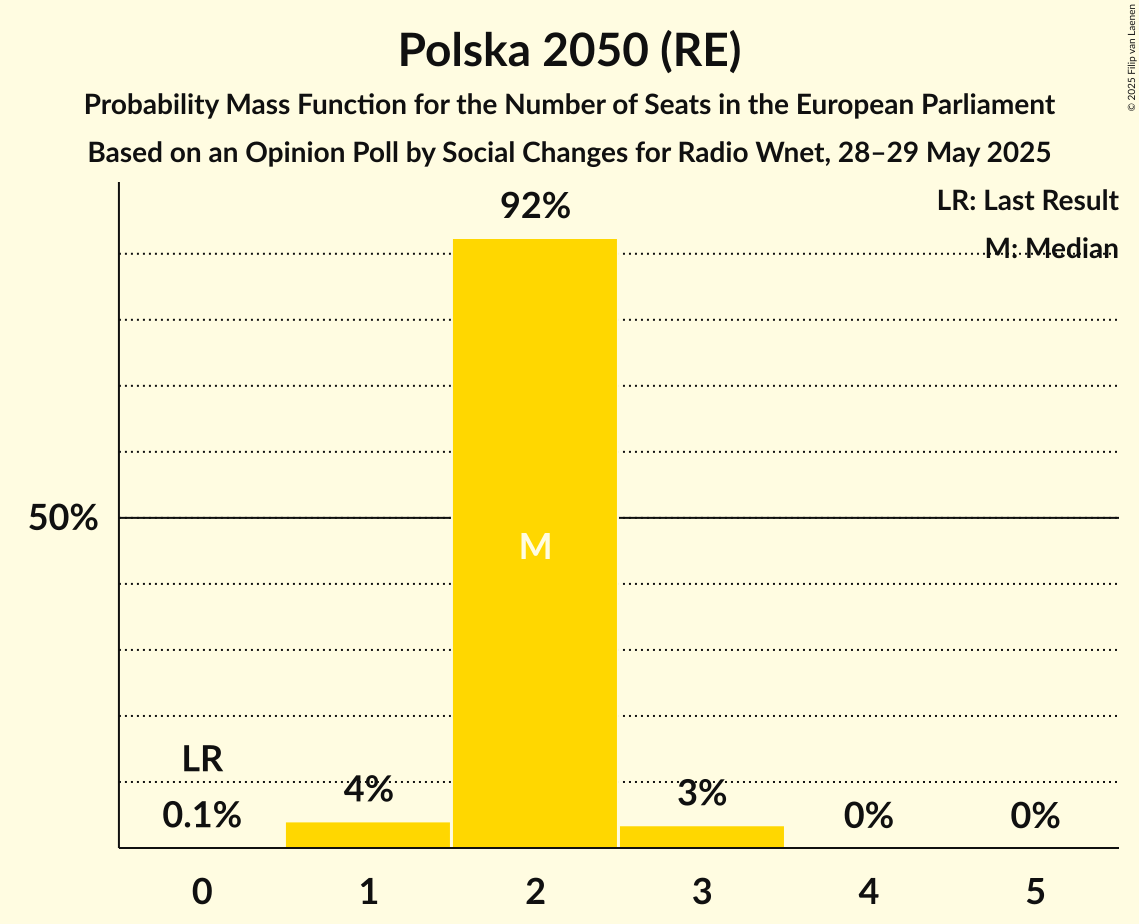 Polska 2050 (RE)
Probability Mass Function for the Number of Seats in the European Parliament
Based on an Opinion Poll by Social Changes for Radio Wnet, 28–29 May 2025
© 2025 Filip van Laenen
LR: Last Result
M: Median
92%
50%
M
LR
0.1%
4%
3%
0%
0%
0 1 2 3 4 5